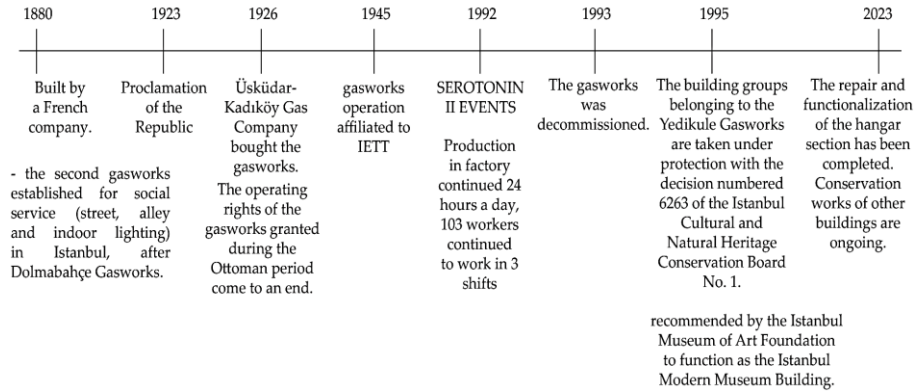 1880
1923
1926
1945
1992
1993
1995
2023
Built by
a French
company.
- the second gasworks
established for social
service (street, alley
and indoor lighting)
in Istanbul, after
Dolmabahçe Gasworks.
Proclamation
of the
Republic
Üsküdar-
Kadıköy Gas
Company
bought the
gasworks.
The operating
rights of the
gasworks granted
during the
Ottoman period
come to an end.
gasworks
operation
affiliated to
IETT
SEROTONIN
II EVENTS
Production
in factory
continued 24
hours a day,
103 workers
continued
to work in 3
shifts
The gasworks
was
decommissioned.
The building groups
belonging to the
Yedikule Gasworks
are taken under
protection with the
decision numbered
6263 of the Istanbul
Cultural and
Natural Heritage
Conservation Board
No. 1.
recommended by the Istanbul
Museum of Art Foundation
to function as the Istanbul
Modern Museum Building.
The repair and
functionalization
of the hangar
section has been
completed.
Conservation
works of other
buildings are
ongoing.